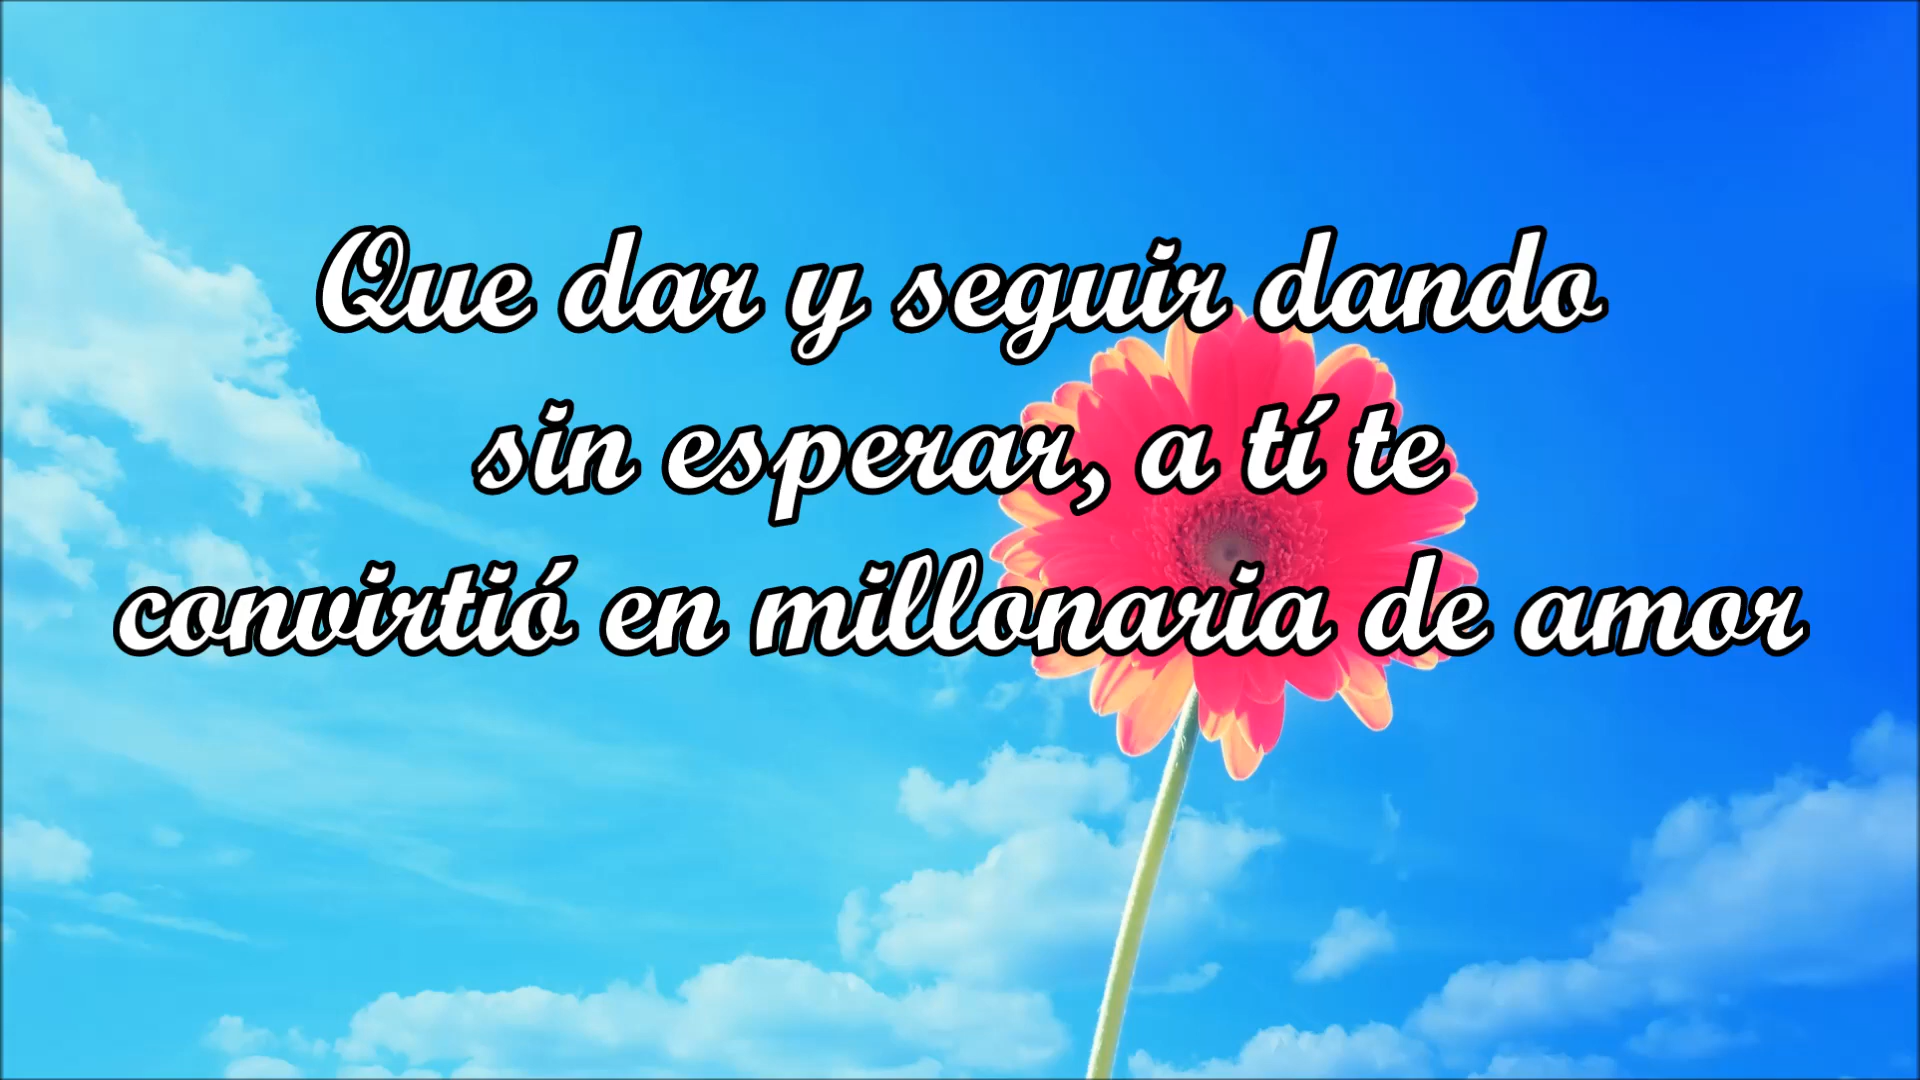 Que dar y seguir dando
sin esperar, a tí te
convirtió en millonaria de amor